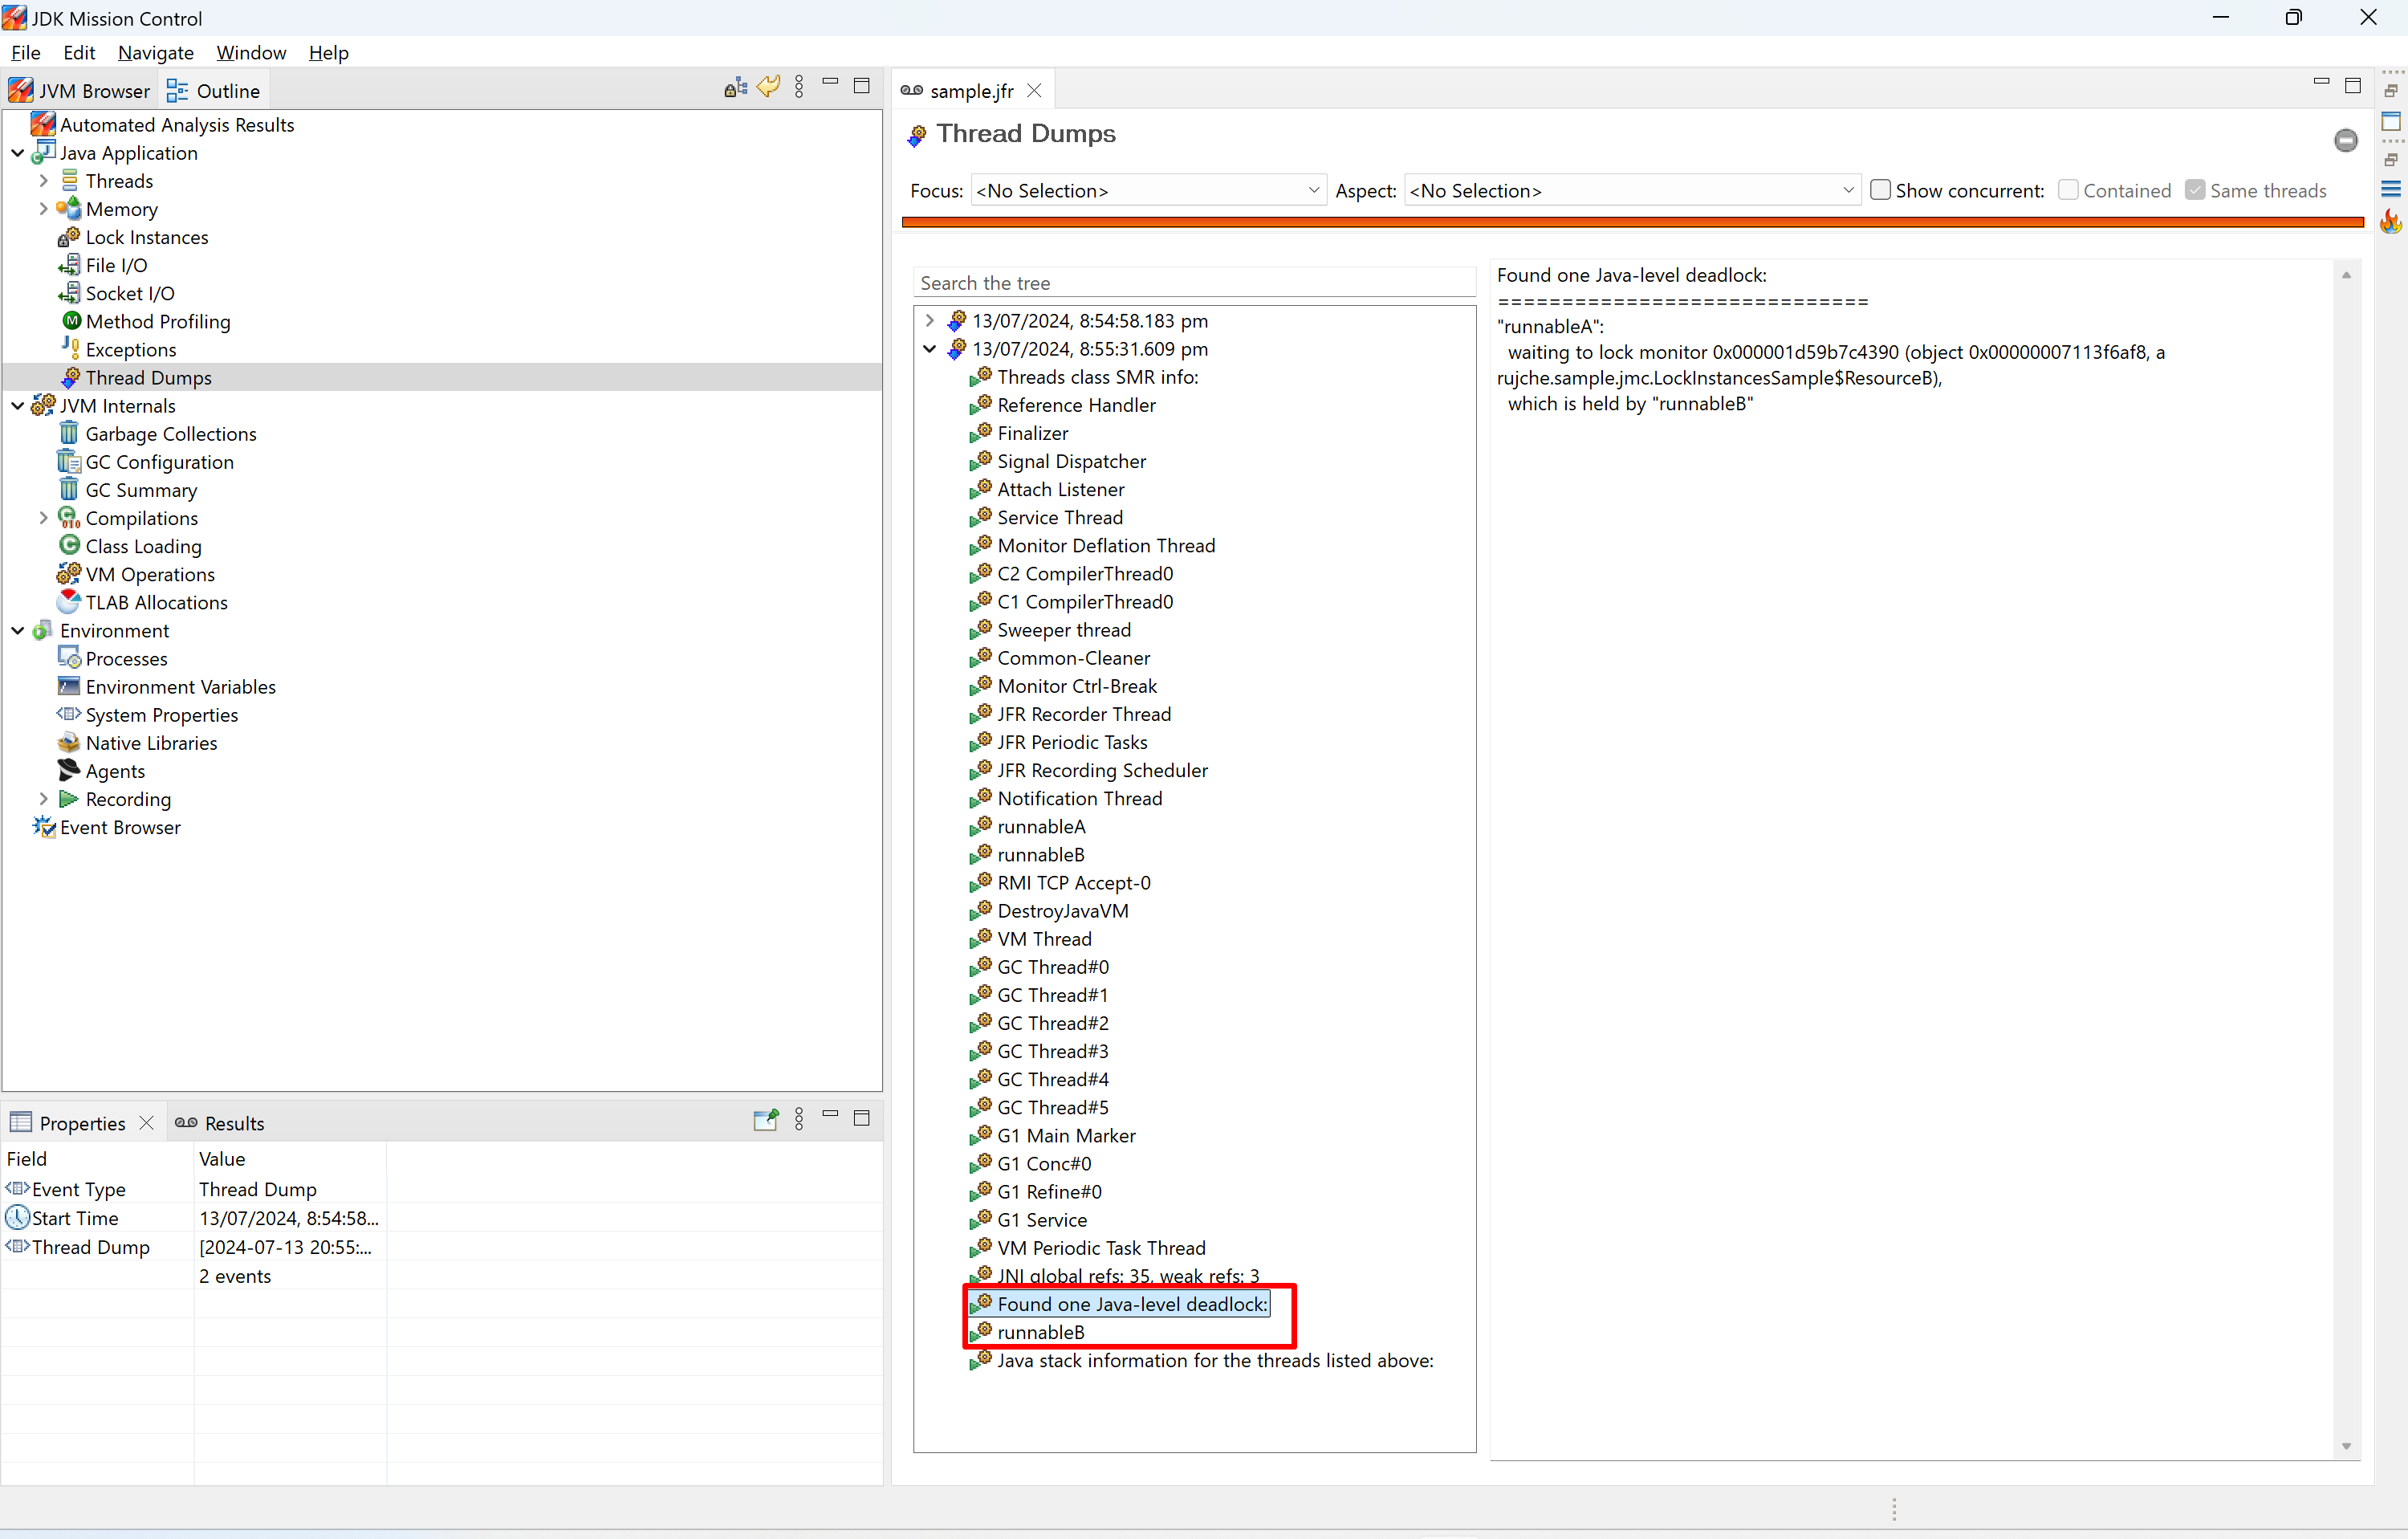 JDK Mission Control
File Edit Navigate Window Help
JVM Browser Outline
Automated Analysis Results
Java Application
Threads
Memory
Lock Instances
File I/O
Socket I/O
Method Profiling
Exceptions
Thread Dumps
JVM Internals
Garbage Collections
GC Configuration
GC Summary
Compilations
Class Loading
VM Operations
TLAB Allocations
Environment
Processes
Environment Variables
System Properties
Native Libraries
Agents
Recording
Event Browser
Properties Results
Field Value
Event Type Thread Dump
Start Time 13/07/2024, 8:54:58...
Thread Dump [2024-07-13 20:55:...
2 events
sample.jfr
Thread Dumps
Focus: <No Selection> Aspect: <No Selection> Show concurrent: Contained Same threads
Search the tree
13/07/2024, 8:54:58.183 pm
13/07/2024, 8:55:31.609 pm
Threads class SMR info:
Reference Handler
Finalizer
Signal Dispatcher
Attach Listener
Service Thread
Monitor Deflation Thread
C2 CompilerThread0
C1 CompilerThread0
Sweeper thread
Common-Cleaner
Monitor Ctrl-Break
JFR Recorder Thread
JFR Periodic Tasks
JFR Recording Scheduler
Notification Thread
runnableA
runnableB
RMI TCP Accept-0
DestroyJavaVM
VM Thread
GC Thread#0
GC Thread#1
GC Thread#2
GC Thread#3
GC Thread#4
GC Thread#5
G1 Main Marker
G1 Conc#0
G1 Refine#0
G1 Service
VM Periodic Task Thread
JNI global refs: 35, weak refs: 3
Found one Java-level deadlock:
runnableB
Java stack information for the threads listed above:
Found one Java-level deadlock:
=============================
"runnableA":
waiting to lock monitor 0x000001d59b7c4390 (object 0x00000007113f6af8, a
rujche.sample.jmc.LockInstancesSample$ResourceB),
which is held by "runnableB"